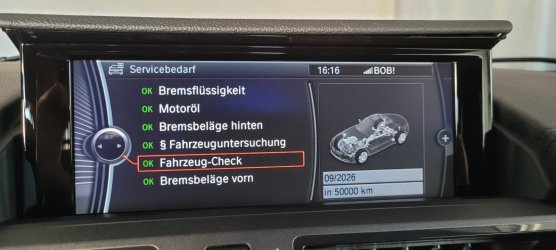 Servicebedarf 16:16 BOB!
OK Bremsflüssigkeit
OK Motoröl
OK Bremsbeläge hinten
OK § Fahrzeuguntersuchung
OK Fahrzeug-Check
OK Bremsbeläge vorn
09/2026
in 50000 km